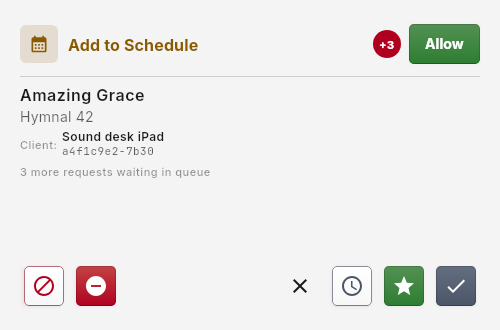 Add to Schedule
+3
Allow
Amazing Grace
Hymnal 42
Client: Sound desk iPad
a4f1c9e2-7b30
3 more requests waiting in queue